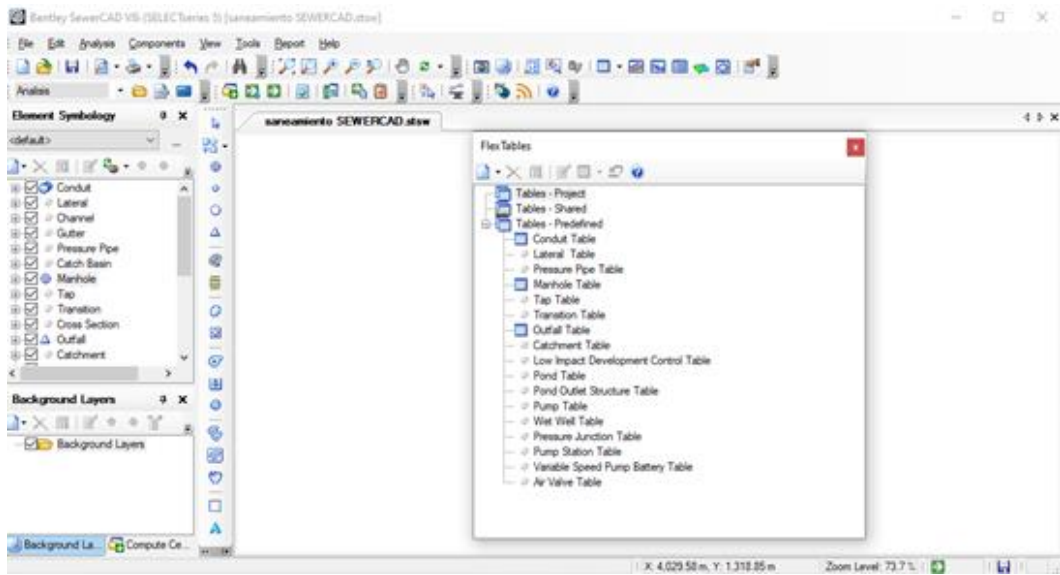 Bentley SewerCAD V8i (SELECTseries 3) [saneamiento SEWERCAD.stsw]
File Edit Analysis Components View Tools Report Help
Analisis
Element Symbology
<default>
Conduit
Lateral
Channel
Gutter
Pressure Pipe
Catch Basin
Manhole
Tap
Transition
Cross Section
Outfall
Catchment
Background Layers
Background Layers
Background La...
Compute Ce...
saneamiento SEWERCAD.stsw
FlexTables
Tables - Project
Tables - Shared
Tables - Predefined
Conduit Table
Lateral Table
Pressure Pipe Table
Manhole Table
Tap Table
Transition Table
Outfall Table
Catchment Table
Low Impact Development Control Table
Pond Table
Pond Outlet Structure Table
Pump Table
Wet Well Table
Pressure Junction Table
Pump Station Table
Variable Speed Pump Battery Table
Air Valve Table
X: 4,029.58 m, Y: 1,318.85 m
Zoom Level: 73.7 %